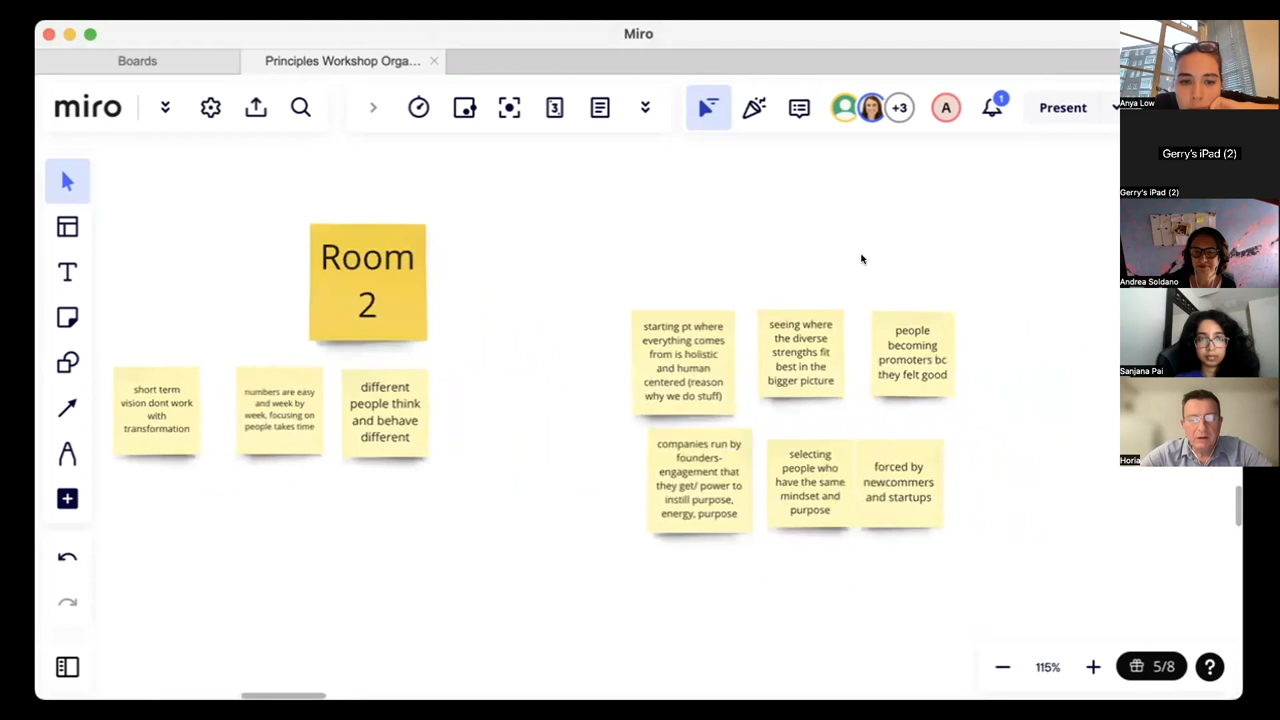 Miro
Boards
Principles Workshop Orga...
miro
3
+3
A
1
Present
Room
2
short term
vision dont work
with
transformation
numbers are easy
and week by
week, focusing on
people takes time
different
people think
and behave
different
starting pt where
everything comes
from is holistic
and human
centered (reason
why we do stuff)
seeing where
the diverse
strengths fit
best in the
bigger picture
people
becoming
promoters bc
they felt good
companies run by
founders-
engagement that
they get/ power to
instill purpose,
energy, purpose
selecting
people who
have the same
mindset and
purpose
forced by
newcommers
and startups
115%
5/8
?
Anya Low
Gerry's iPad (2)
Gerry's iPad (2)
Andrea Soldano
Sanjana Pai
Horia